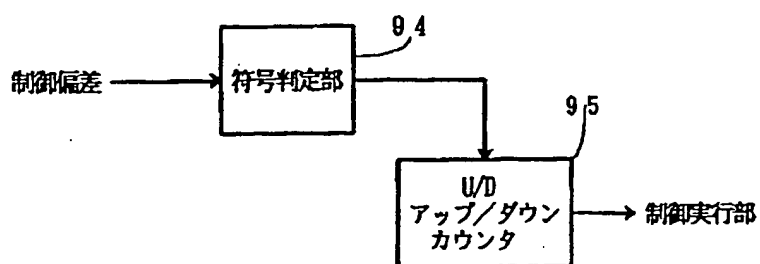 94
制御偏差
符号判定部
95
U/D
アップ/ダウン
カウンタ
制御実行部